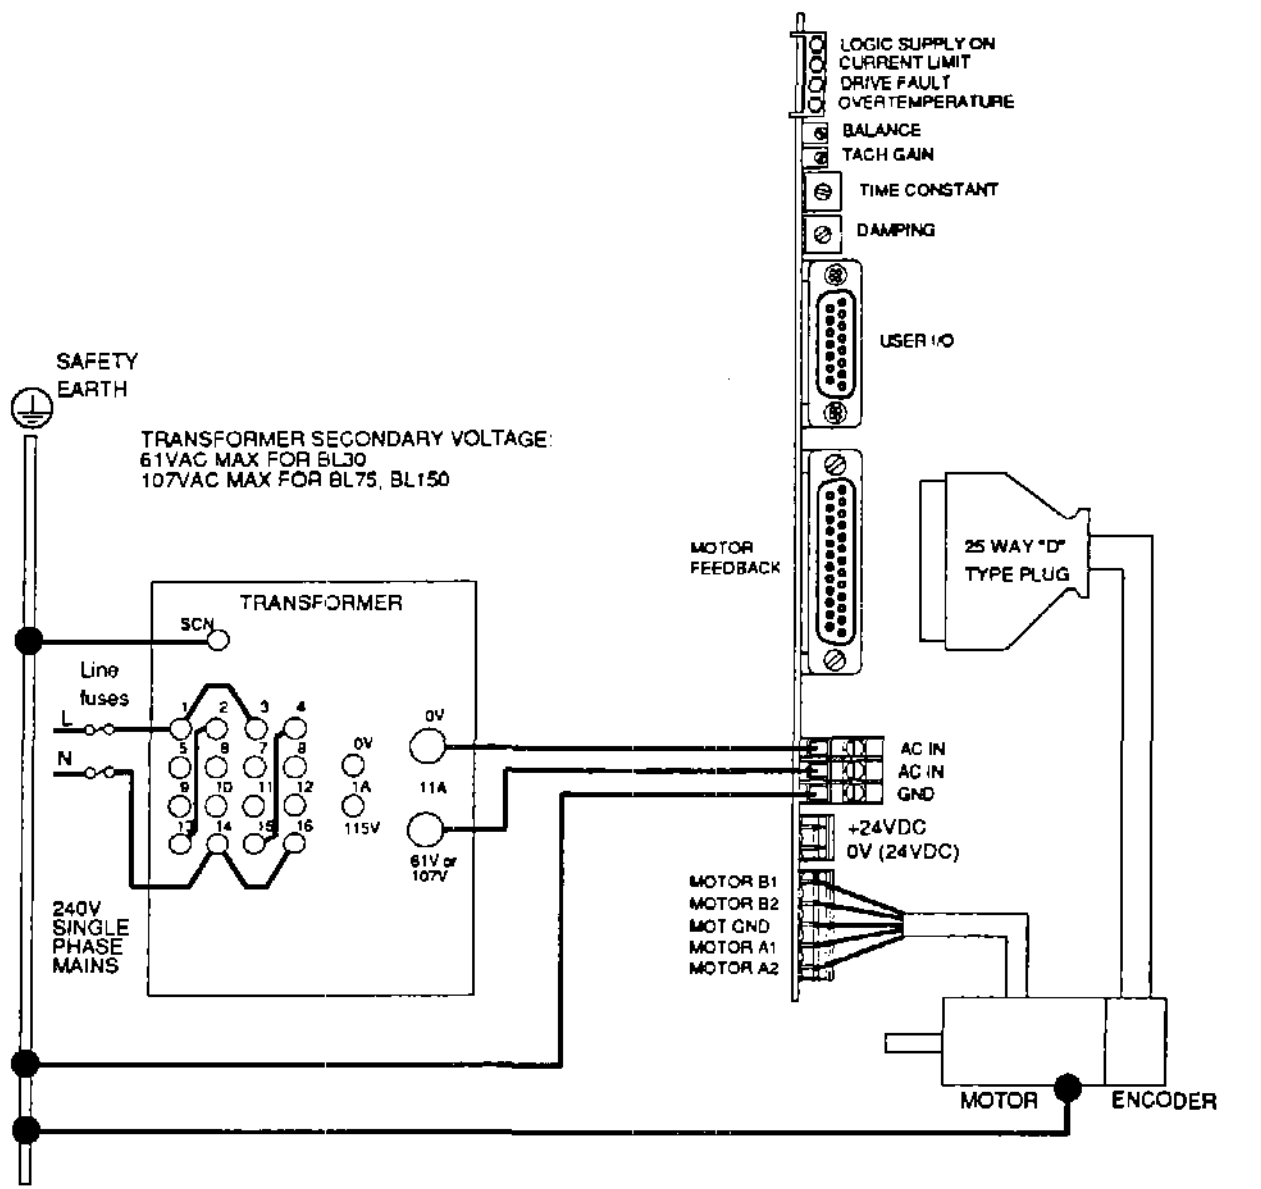 LOGIC SUPPLY ON
CURRENT LIMIT
DRIVE FAULT
OVERTEMPERATURE
BALANCE
TACH GAIN
TIME CONSTANT
DAMPING
USER I/O
SAFETY
EARTH
TRANSFORMER SECONDARY VOLTAGE:
61VAC MAX FOR BL30
107VAC MAX FOR BL75, BL150
MOTOR
FEEDBACK
25 WAY "D"
TYPE PLUG
TRANSFORMER
SCN
Line
fuses
L
N
1 2 3 4
5 6 7 8
9 10 11 12
13 14 15 16
0V
1A
115V
0V
11A
61V or
107V
240V
SINGLE
PHASE
MAINS
AC IN
AC IN
GND
+24VDC
0V (24VDC)
MOTOR B1
MOTOR B2
MOT GND
MOTOR A1
MOTOR A2
MOTOR
ENCODER